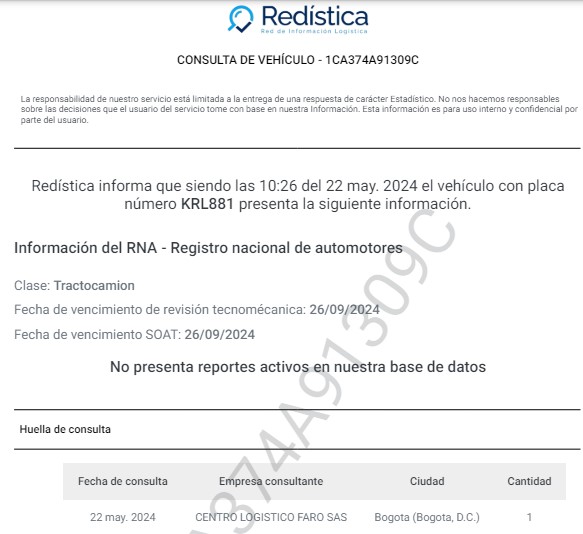 Redística
Red de Información Logística
CONSULTA DE VEHÍCULO - 1CA374A91309C
La responsabilidad de nuestro servicio está limitada a la entrega de una respuesta de carácter Estadístico. No nos hacemos responsables
sobre las decisiones que el usuario del servicio tome con base en nuestra Información. Esta información es para uso interno y confidencial por
parte del usuario.
Redística informa que siendo las 10:26 del 22 may. 2024 el vehículo con placa
número KRL881 presenta la siguiente información.
Información del RNA - Registro nacional de automotores
Clase: Tractocamion
Fecha de vencimiento de revisión tecnomécanica: 26/09/2024
Fecha de vencimiento SOAT: 26/09/2024
No presenta reportes activos en nuestra base de datos
Huella de consulta
Fecha de consulta Empresa consultante Ciudad Cantidad
22 may. 2024 CENTRO LOGISTICO FARO SAS Bogota (Bogota, D.C.) 1
A374A91309C